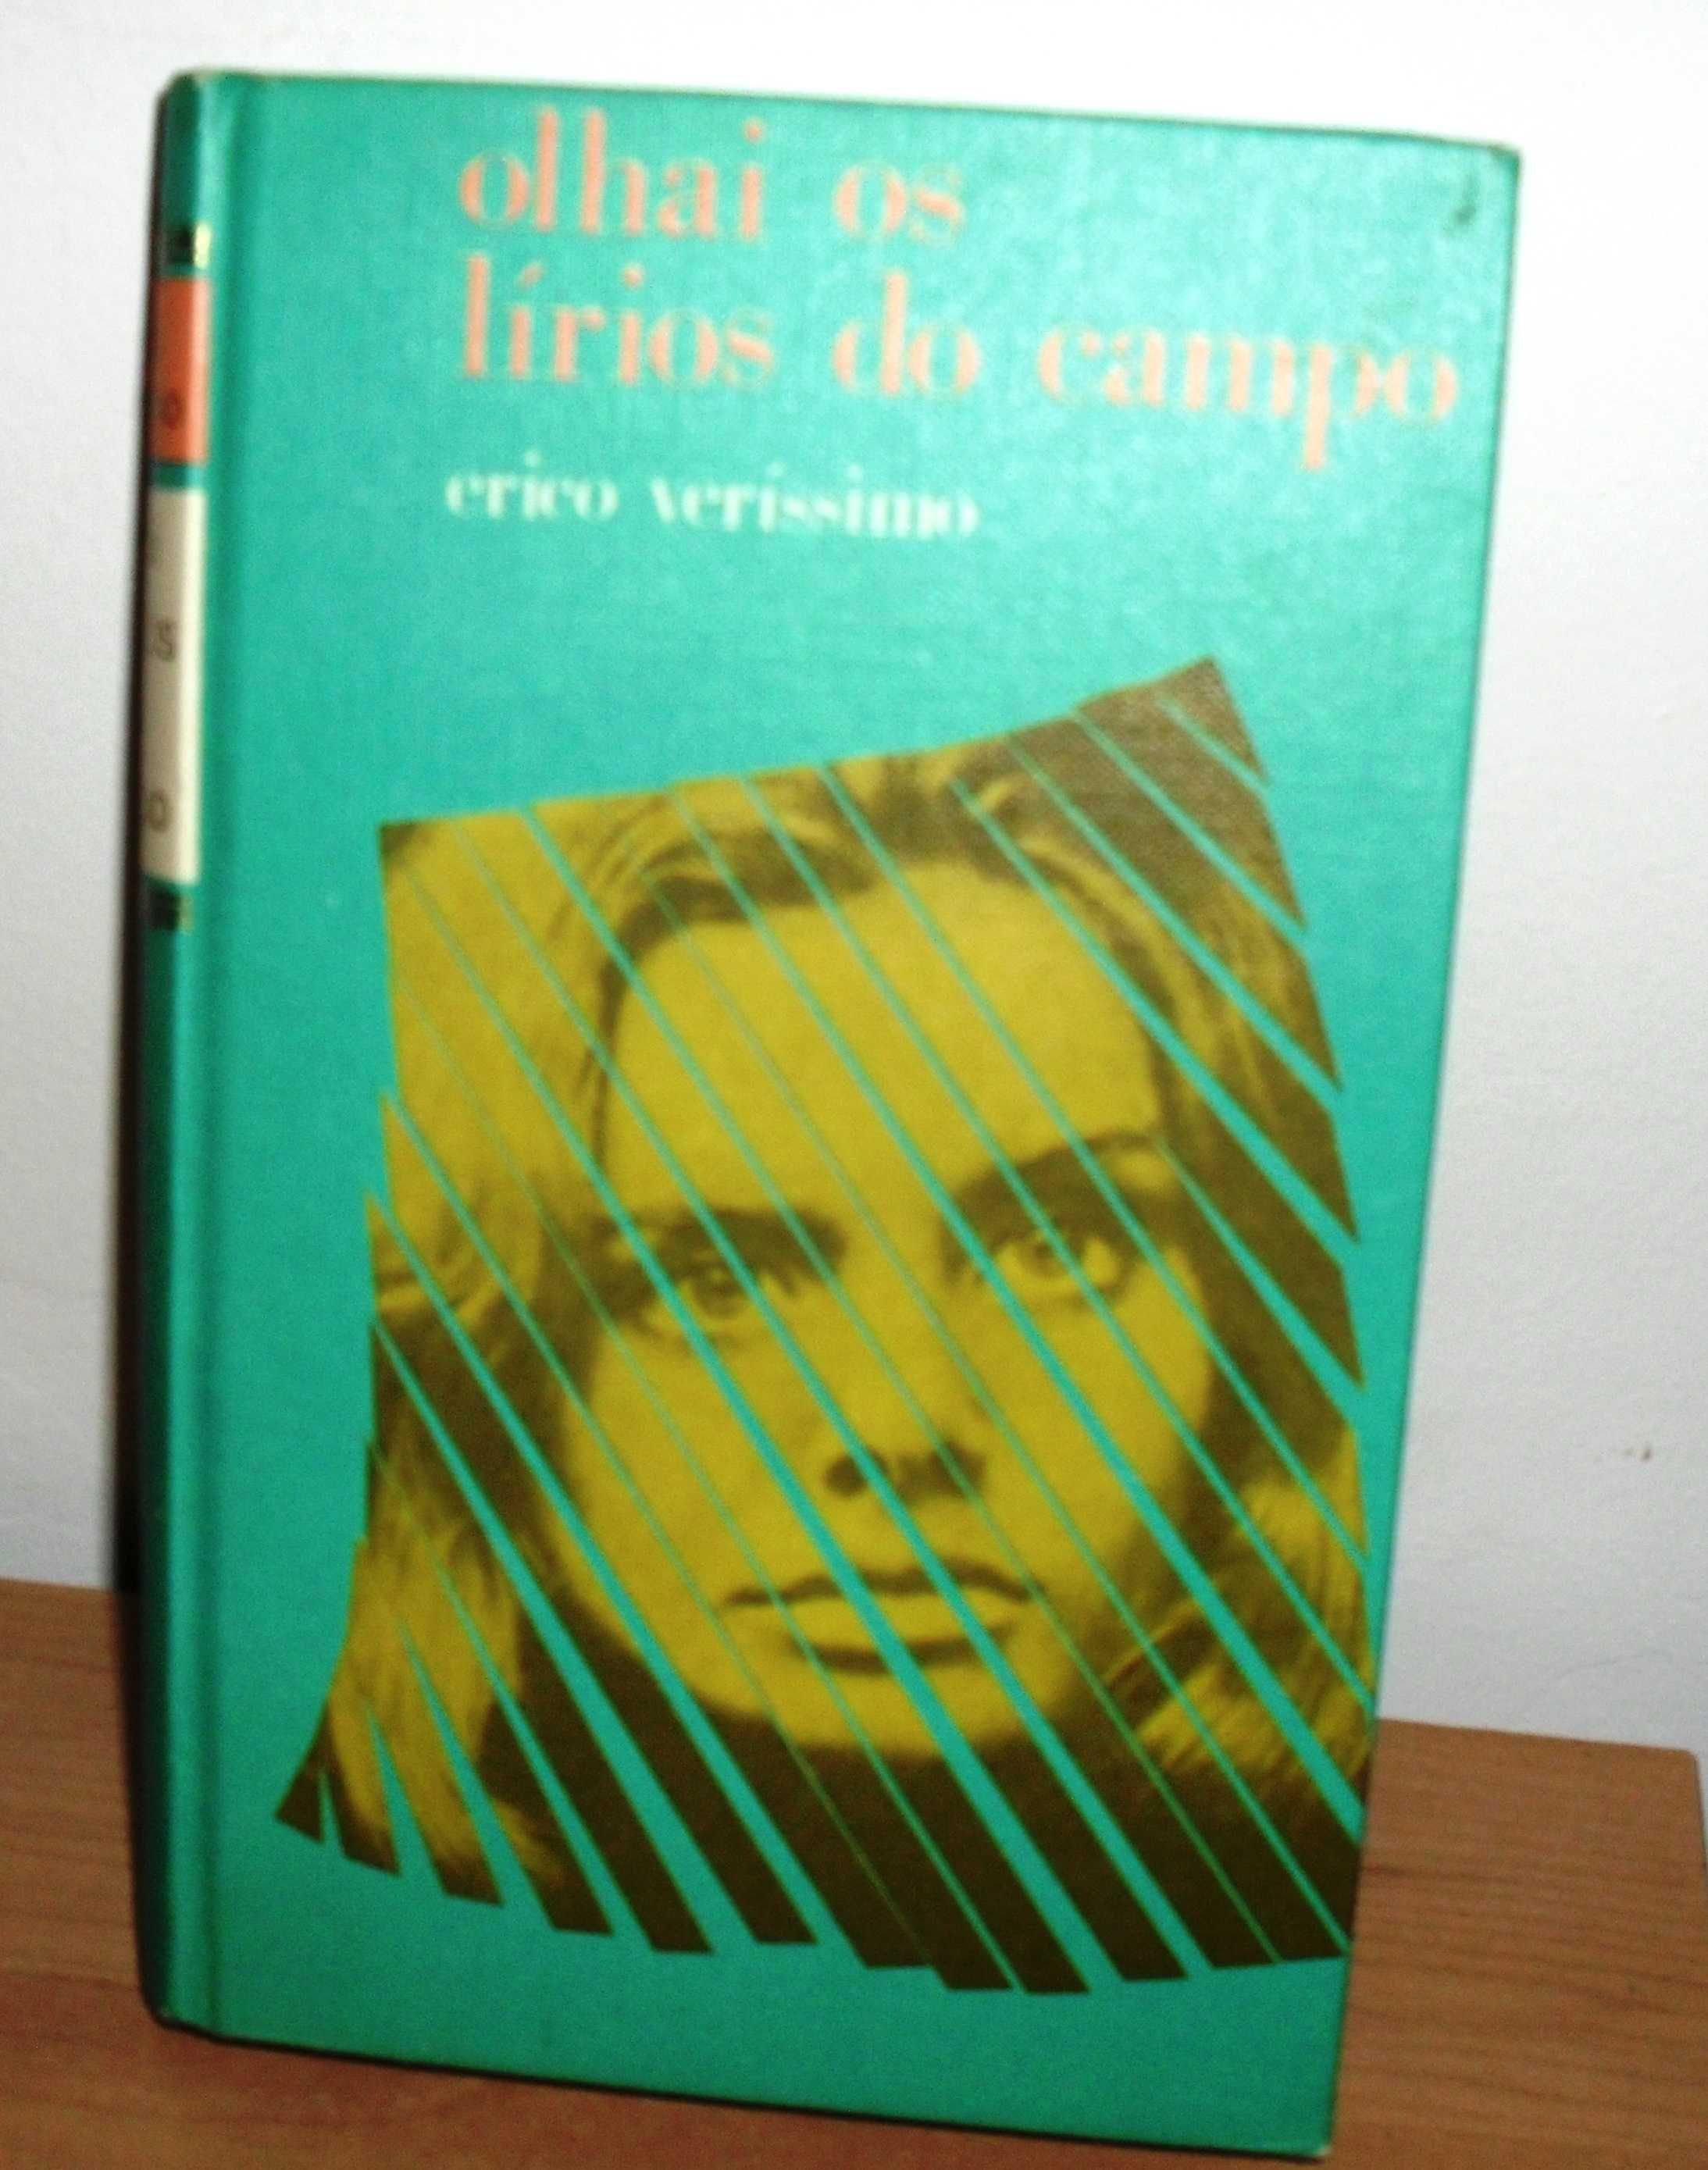 olhai os
lírios do campo
erico veríssimo